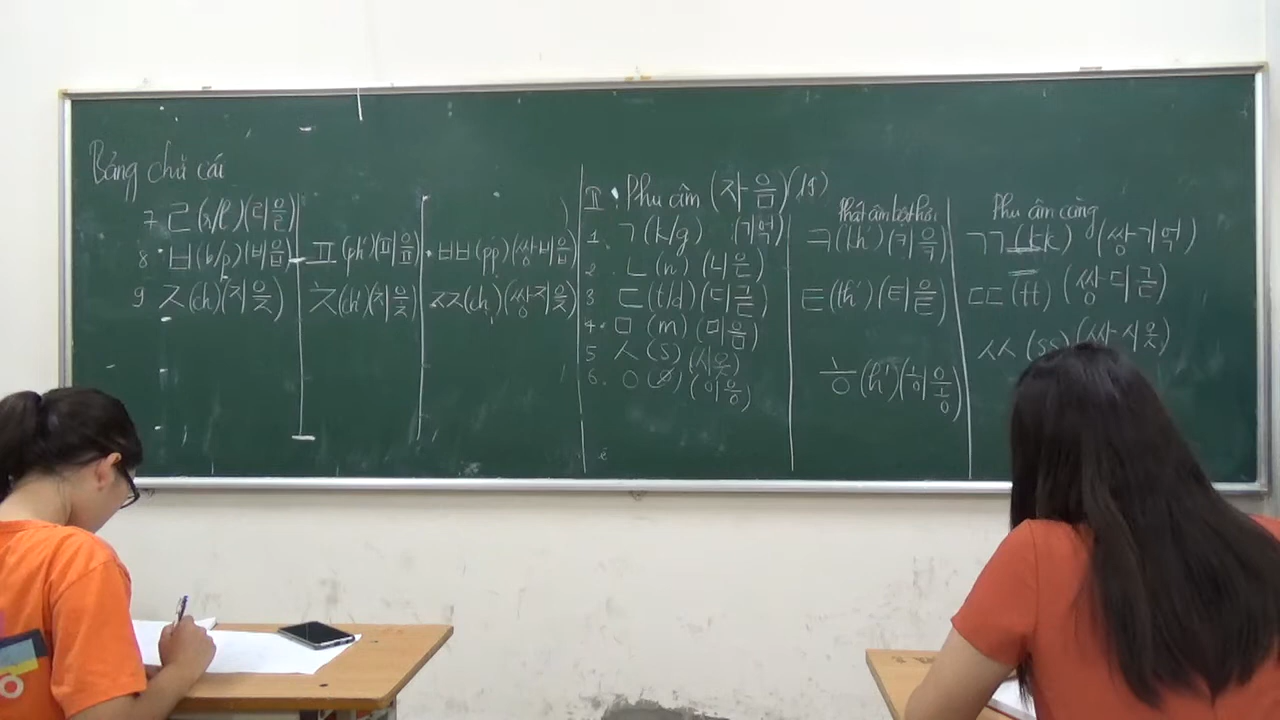 Bảng chữ cái
7 ㄹ (r/l) (리을)
8 ㅂ (b/p) (비읍) ㅍ (ph') (피읖) ㅃ (pp) (쌍비읍)
9 ㅈ (ch) (지읒) ㅊ (ch') (치읓) ㅉ (ch) (쌍지읒)
II. Phụ âm (자음) (19)
Phát âm bật hơi
Phụ âm căng
1. ㄱ (k/g) (기역) ㅋ (kh') (키윽) ㄲ (kk) (쌍기억)
2. ㄴ (n) (니은)
3 ㄷ (t/d) (디귿) ㅌ (th') (티읕) ㄸ (tt) (쌍디귿)
4. ㅁ (m) (미음)
5 ㅅ (s) (시옷) ㅆ (ss) (쌍시옷)
6. ㅇ (ø) (이응) ㅎ (h') (히읗)